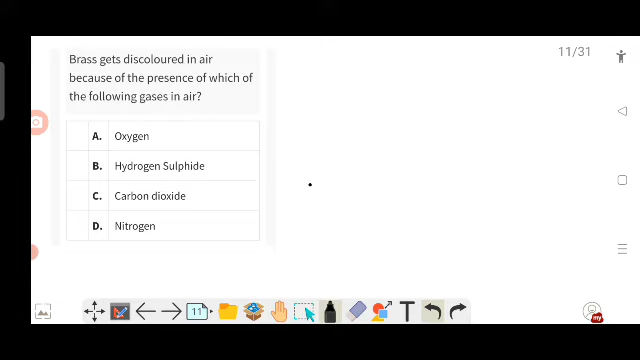 11/31
Brass gets discoloured in air
because of the presence of which of
the following gases in air?
A. Oxygen
B. Hydrogen Sulphide
C. Carbon dioxide
D. Nitrogen
11
T
my